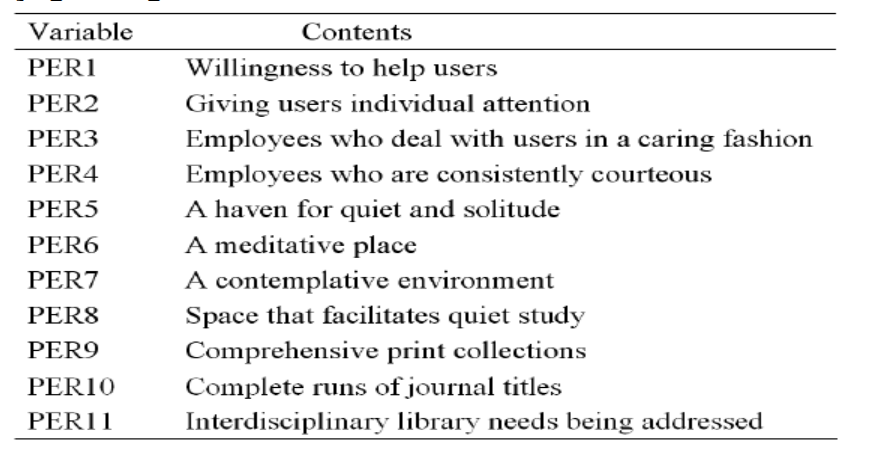 Variable Contents
PER1 Willingness to help users
PER2 Giving users individual attention
PER3 Employees who deal with users in a caring fashion
PER4 Employees who are consistently courteous
PER5 A haven for quiet and solitude
PER6 A meditative place
PER7 A contemplative environment
PER8 Space that facilitates quiet study
PER9 Comprehensive print collections
PER10 Complete runs of journal titles
PER11 Interdisciplinary library needs being addressed